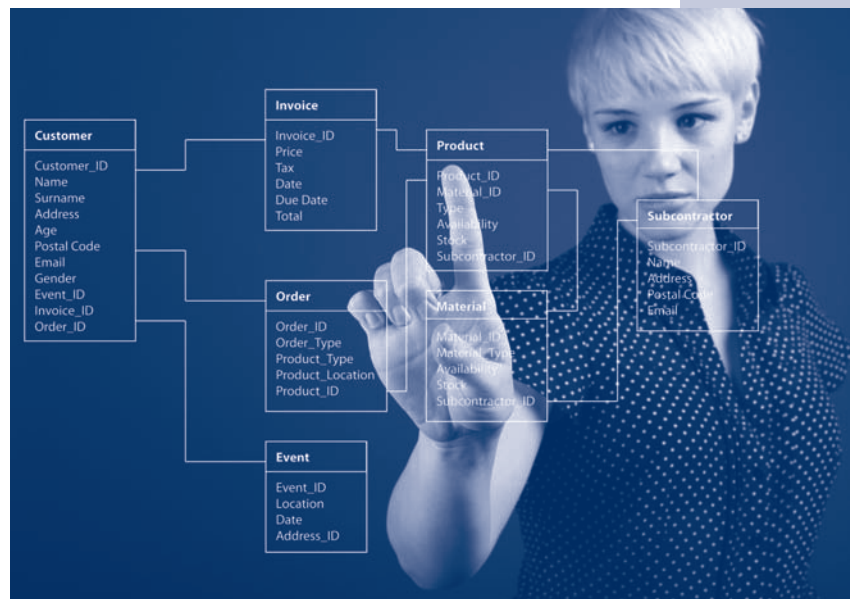 Customer
Customer_ID
Name
Surname
Address
Age
Postal Code
Email
Gender
Event_ID
Invoice_ID
Order_ID
Invoice
Invoice_ID
Price
Tax
Date
Due Date
Total
Order
Order_ID
Order_Type
Product_Type
Product_Location
Product_ID
Event
Event_ID
Location
Date
Address_ID
Product
Product_ID
Material_ID
Type
Availability
Stock
Subcontractor_ID
Material
Material_ID
Material_Type
Availability
Stock
Subcontractor_ID
Subcontractor
Subcontractor_ID
Name
Address
Postal Code
Email